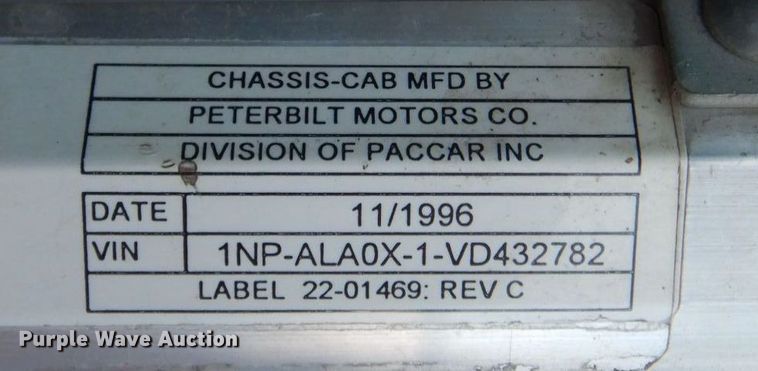 CHASSIS-CAB MFD BY
PETERBILT MOTORS CO.
DIVISION OF PACCAR INC
DATE 11/1996
VIN 1NP-ALA0X-1-VD432782
LABEL 22-01469: REV C
Purple Wave Auction